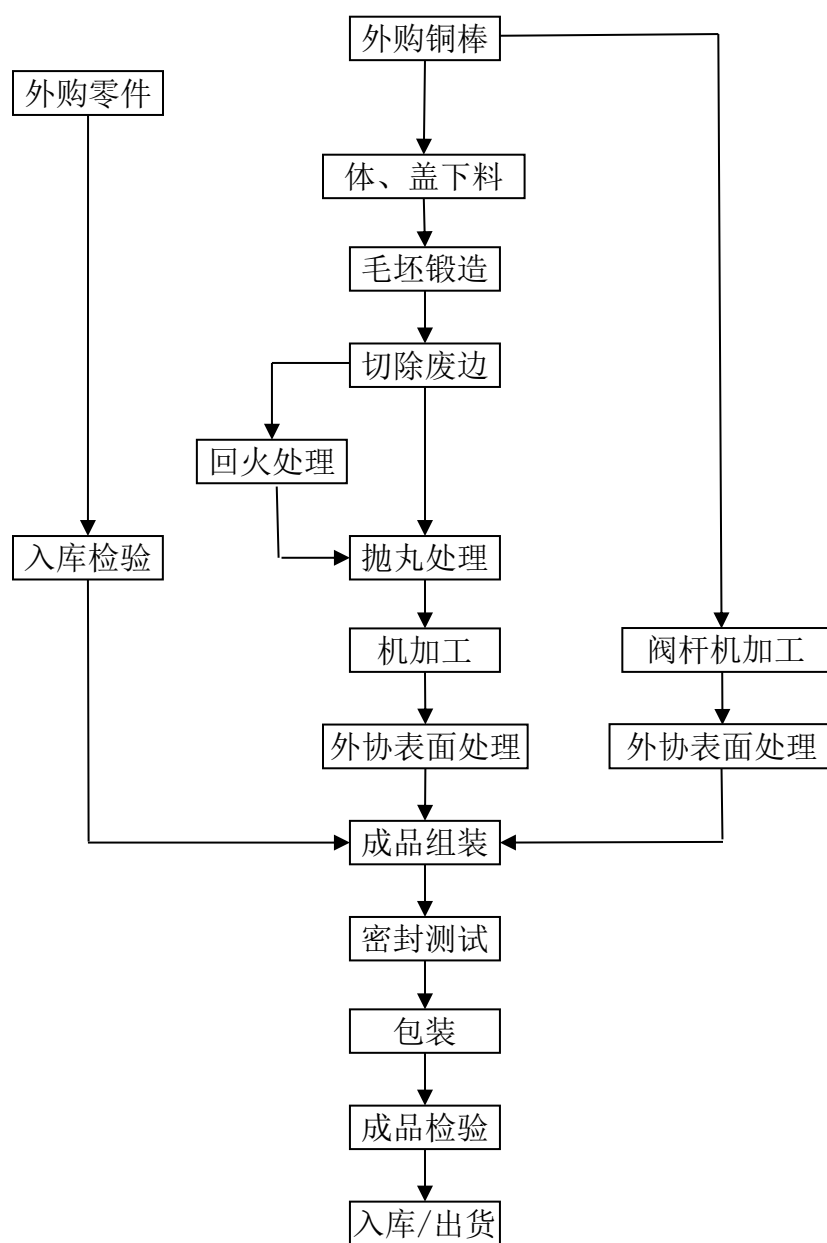 外购铜棒
外购零件
体、盖下料
毛坯锻造
切除废边
回火处理
入库检验
抛丸处理
机加工
阀杆机加工
外协表面处理
外协表面处理
成品组装
密封测试
包装
成品检验
入库/出货